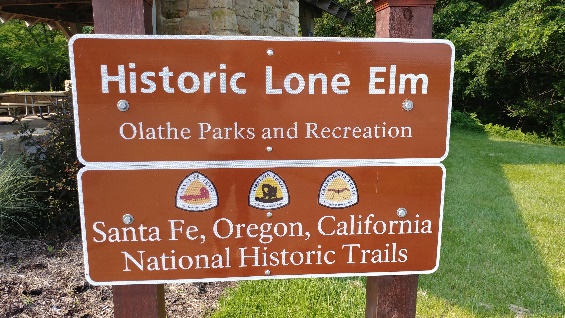 Historic Lone Elm
Olathe Parks and Recreation
Santa Fe, Oregon, California
National Historic Trails